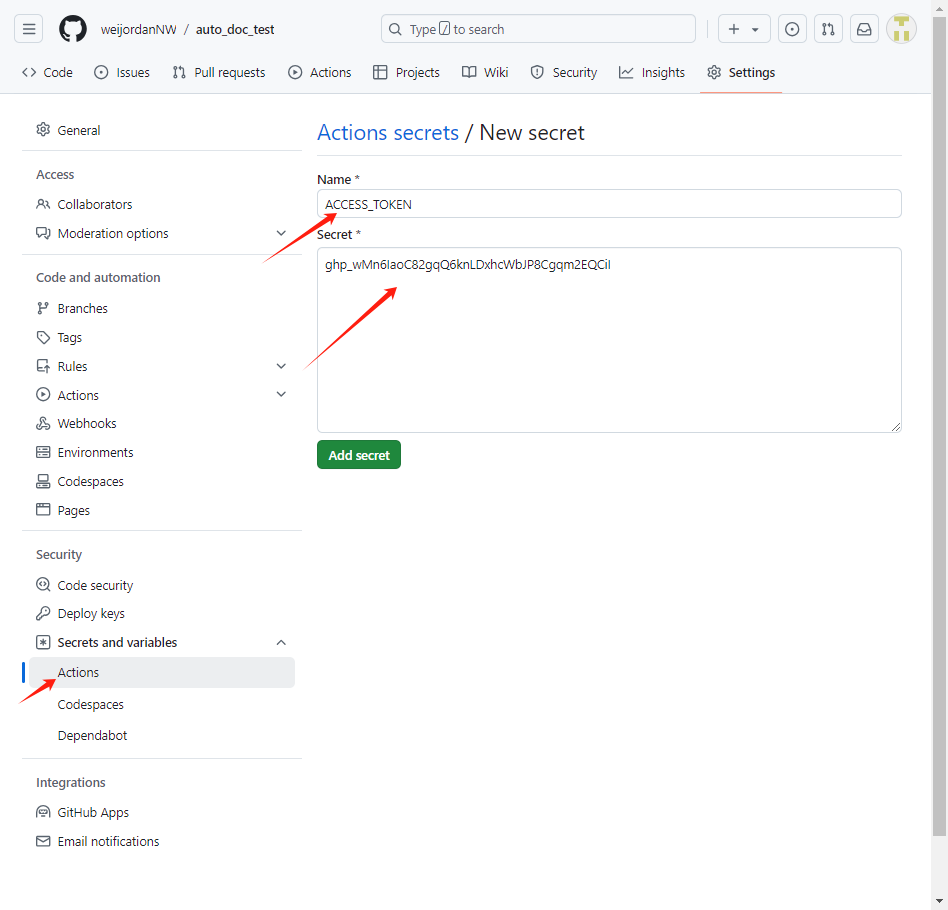 weijordanNW / auto_doc_test
Type / to search
Code
Issues
Pull requests
Actions
Projects
Wiki
Security
Insights
Settings
General
Access
Collaborators
Moderation options
Code and automation
Branches
Tags
Rules
Actions
Webhooks
Environments
Codespaces
Pages
Security
Code security
Deploy keys
Secrets and variables
Actions
Codespaces
Dependabot
Integrations
GitHub Apps
Email notifications
Actions secrets / New secret
Name *
ACCESS_TOKEN
Secret *
Add secret